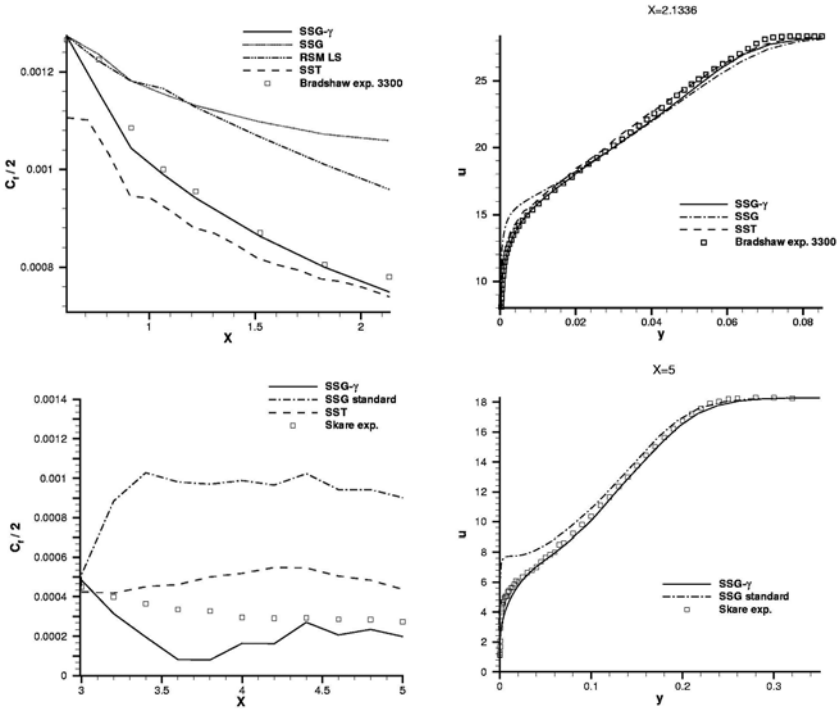 SSG-γ
SSG
RSM LS
SST
Bradshaw exp. 3300
0.0012
0.001
0.0008
C_f / 2
1
1.5
2
X
X=2.1336
25
20
15
10
u
SSG-γ
SSG
SST
Bradshaw exp. 3300
0
0.02
0.04
0.06
0.08
y
0.0014
0.0012
0.001
0.0008
0.0006
0.0004
0.0002
0
C_f / 2
SSG-γ
SSG standard
SST
Skare exp.
3
3.5
4
4.5
5
X
X=5
18
16
14
12
10
8
6
4
2
0
u
SSG-γ
SSG standard
Skare exp.
0
0.1
0.2
0.3
y